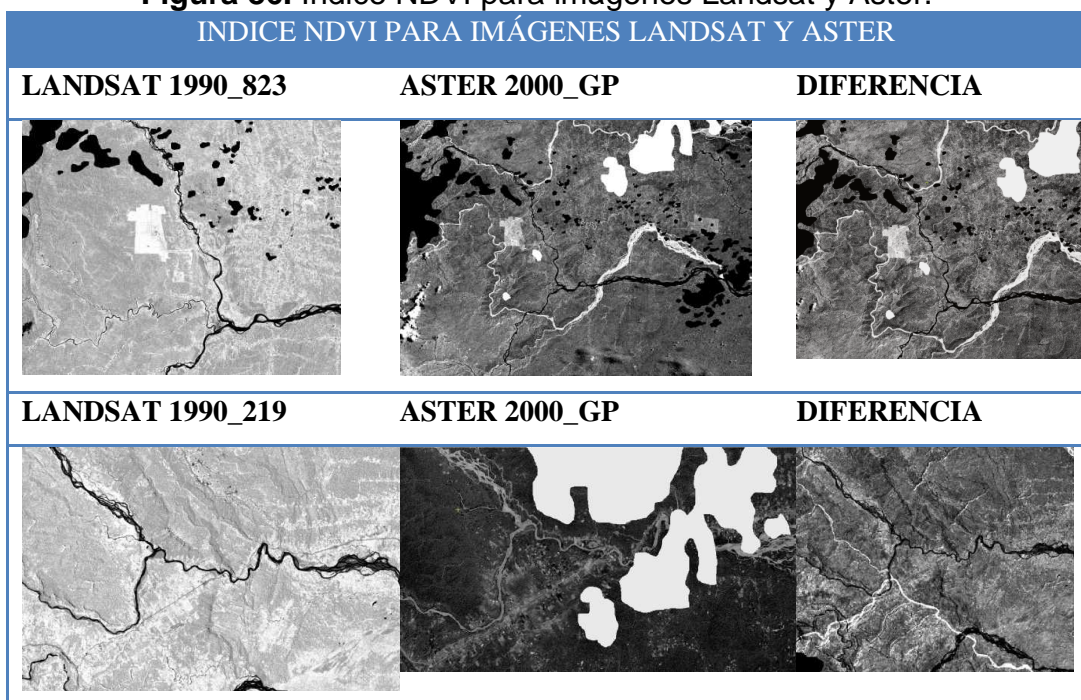 Figura Índice NDVI para imágenes Landsat y Aster.
INDICE NDVI PARA IMÁGENES LANDSAT Y ASTER
LANDSAT 1990_823 ASTER 2000_GP DIFERENCIA
LANDSAT 1990_219 ASTER 2000_GP DIFERENCIA